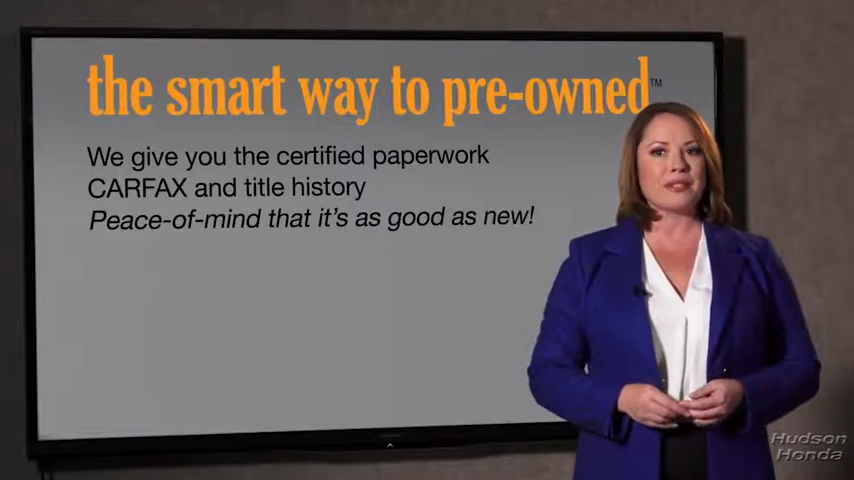 the smart way to pre-owned™
We give you the certified paperwork
CARFAX and title history
Peace-of-mind that it's as good as new!
Hudson
Honda